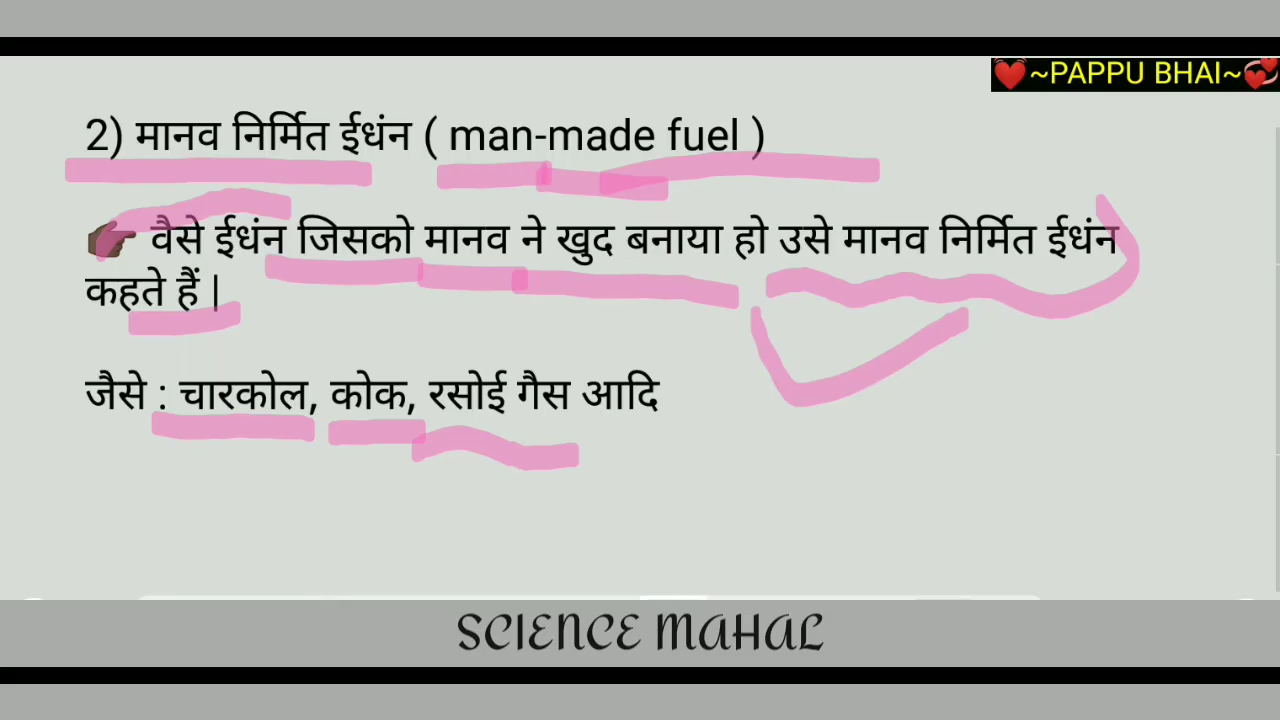 ❤️~PAPPU BHAI~💞
2) मानव निर्मित ईधंन ( man-made fuel )
👉🏿 वैसे ईधंन जिसको मानव ने खुद बनाया हो उसे मानव निर्मित ईधंन
कहते हैं |
जैसे : चारकोल, कोक, रसोई गैस आदि
SCIENCE MAHAL